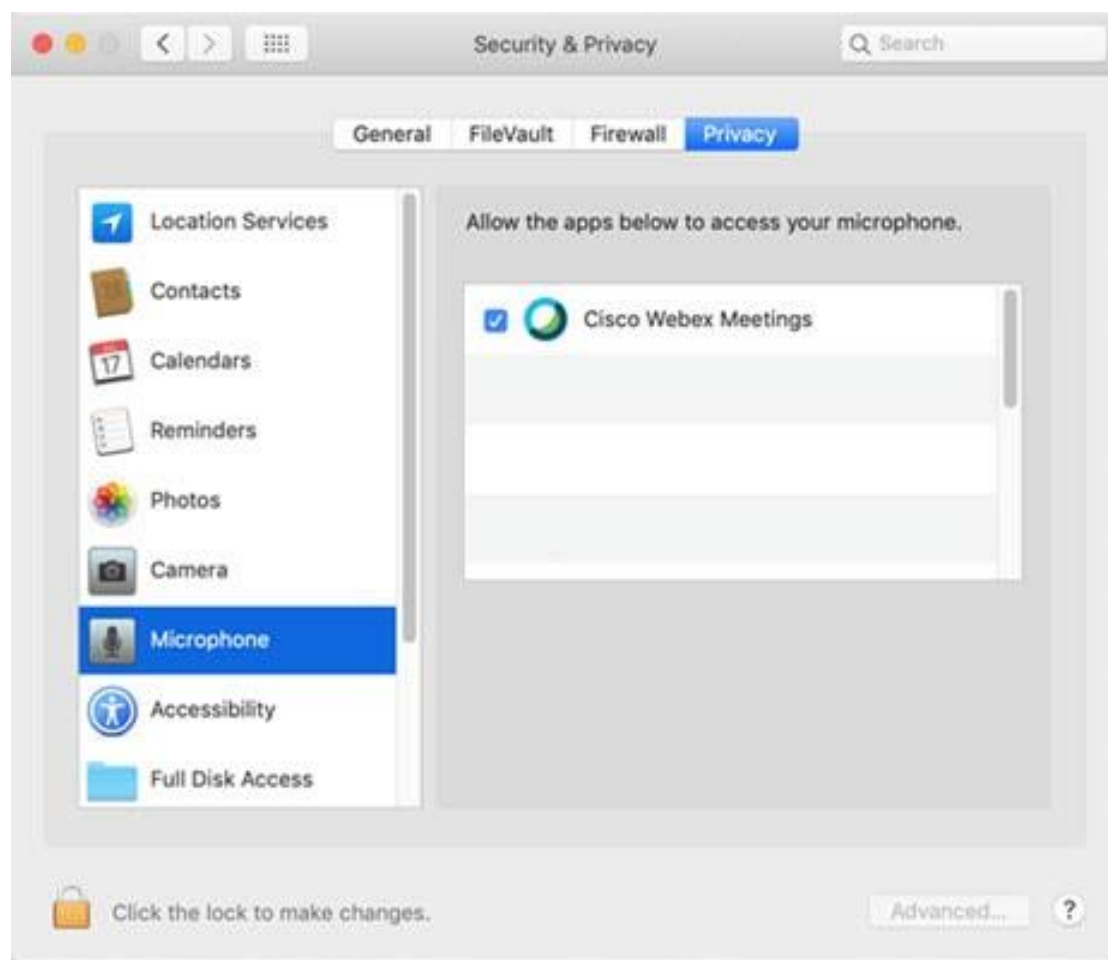 Security & Privacy
Search
General FileVault Firewall Privacy
Location Services
Contacts
17
Calendars
Reminders
Photos
Camera
Microphone
Accessibility
Full Disk Access
Allow the apps below to access your microphone.
Cisco Webex Meetings
Click the lock to make changes.
Advanced...
?